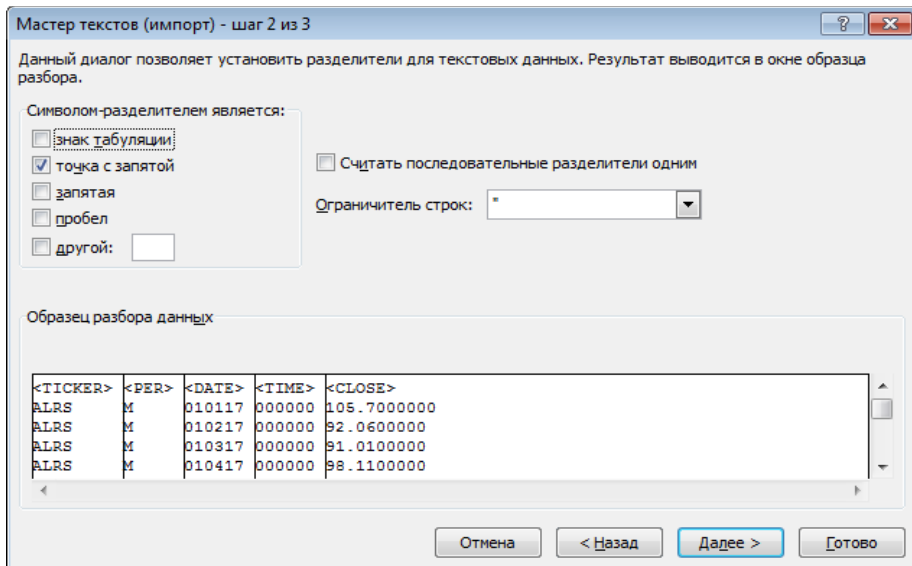 Мастер текстов (импорт) - шаг 2 из 3
Данный диалог позволяет установить разделители для текстовых данных. Результат выводится в окне образца
разбора.
Символом-разделителем является:
знак табуляции
точка с запятой
запятая
пробел
другой:
Считать последовательные разделители одним
Ограничитель строк: "
Образец разбора данных
<TICKER> <PER> <DATE> <TIME> <CLOSE>
ALRS M 010117 000000 105.7000000
ALRS M 010217 000000 92.0600000
ALRS M 010317 000000 91.0100000
ALRS M 010417 000000 98.1100000
Отмена < Назад Далее > Готово